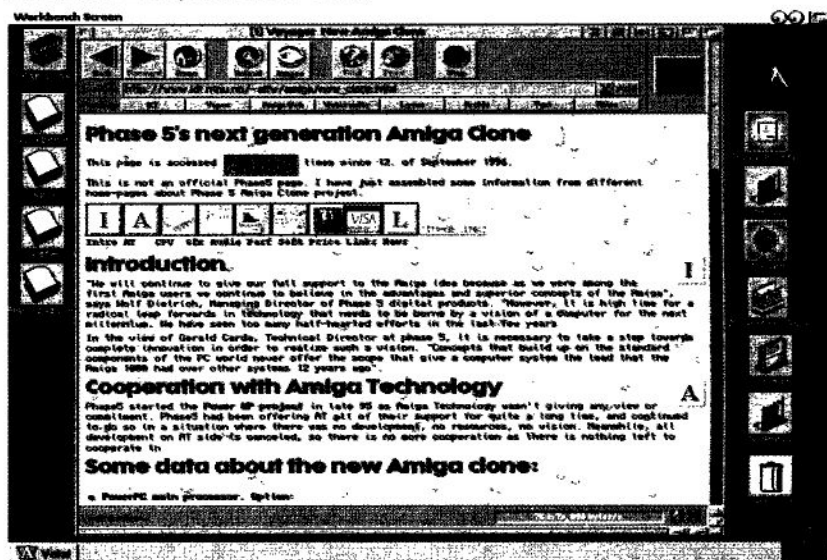 Workbench Screen
[1] Voyager: New Amiga Clone
Phase 5's next generation Amiga Clone
This page is accessed times since 12. of September 1996.
This is not an official Phase5 page. I have just assembled some information from different
home-pages about Phase 5 Amiga Clone project.
I A VISA L
Intro AT CPU Gfx Audio Perf Soft Price Links News
Introduction I
"We will continue to give our full support to the Amiga idea because as we were among the
first Amiga users we continue to believe in the advantages and superior concepts of the Amiga",
says Wolf Dietrich, Managing Director of Phase 5 digital products. "However, it is high time for a
radical leap forwards in technology that needs to be borne by a vision of a computer for the next
millennium. We have seen too many half-hearted efforts in the last few years
In the view of Gerald Carda, Technical Director at phase 5, it is necessary to take a step towards
complete innovation in order to realize such a vision. "Concepts that build up on the standard
components of the PC world never offer the scope that give a computer system the lead that the
Amiga 1000 had over other systems 12 years ago".
Cooperation with Amiga Technology A
Phase5 started the Power UP project in late 95 as Amiga Technology wasn't giving any view or
comitment. Phase5 had been offering AT all of their support for quite a long time, and continued
to go so in a situation where there was no development, no resources, no vision. Meanwhile, all
development on AT side is canceled, so there is no more cooperation as there is nothing left to
cooperate in
Some data about the new Amiga clone:
PowerPC main processor. Option:
View